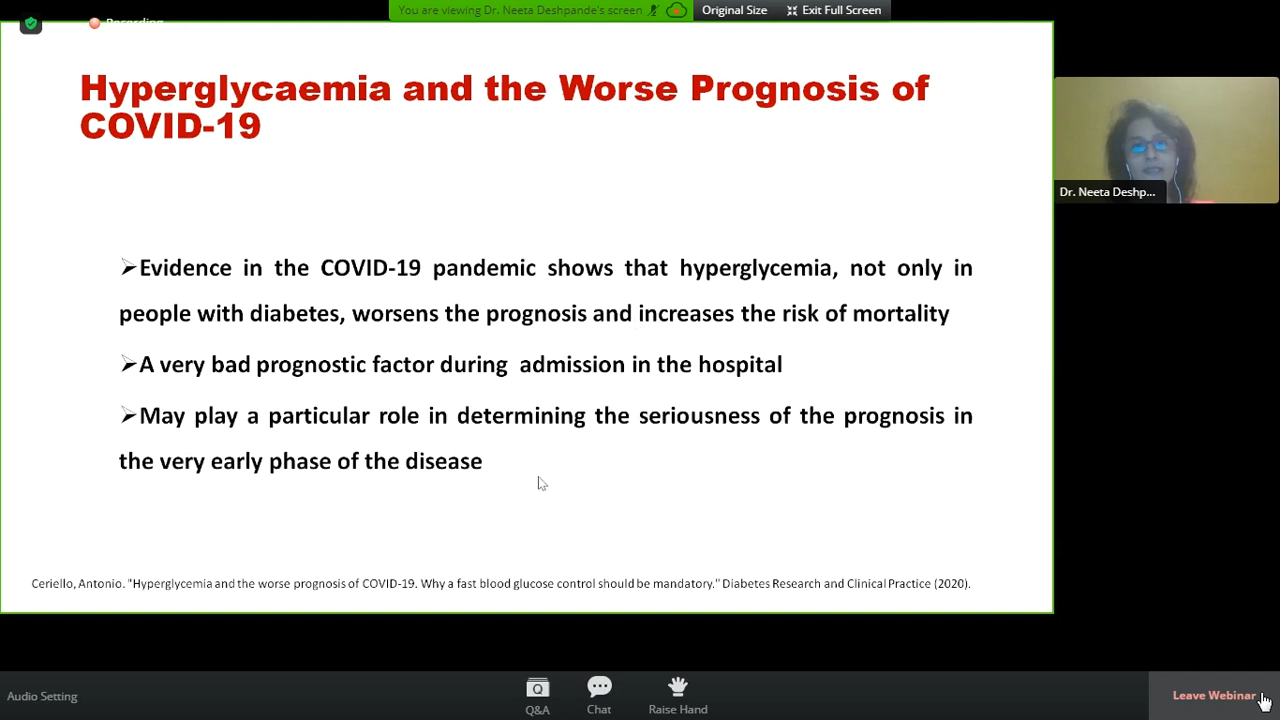 You are viewing Dr. Neeta Deshpande's screen
Original Size
Exit Full Screen
Recording
Hyperglycaemia and the Worse Prognosis of
COVID-19
Dr. Neeta Deshp...
➢Evidence in the COVID-19 pandemic shows that hyperglycemia, not only in
people with diabetes, worsens the prognosis and increases the risk of mortality
➢A very bad prognostic factor during admission in the hospital
➢May play a particular role in determining the seriousness of the prognosis in
the very early phase of the disease
Ceriello, Antonio. "Hyperglycemia and the worse prognosis of COVID-19. Why a fast blood glucose control should be mandatory." Diabetes Research and Clinical Practice (2020).
Audio Setting
Q&A
Chat
Raise Hand
Leave Webinar